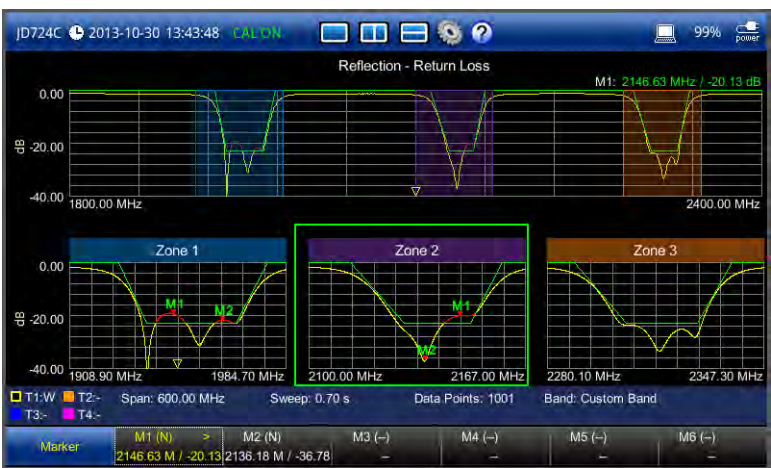 JD724C 2013-10-30 13:43:48 CAL ON 99% power
Reflection - Return Loss
M1: 2146.63 MHz / -20.13 dB
0.00
dB
-20.00
-40.00
1800.00 MHz 2400.00 MHz
Zone 1 Zone 2 Zone 3
0.00
dB
-20.00
-40.00
M1 M2
M1
M2
1908.90 MHz 1984.70 MHz 2100.00 MHz 2167.00 MHz 2280.10 MHz 2347.30 MHz
T1:W T2:- Span: 600.00 MHz Sweep: 0.70 s Data Points: 1001 Band: Custom Band
T3:- T4:-
Marker M1 (N) > M2 (N) M3 (--) M4 (--) M5 (--) M6 (--)
2146.63 M / -20.13 2136.18 M / -36.78 -- -- -- --